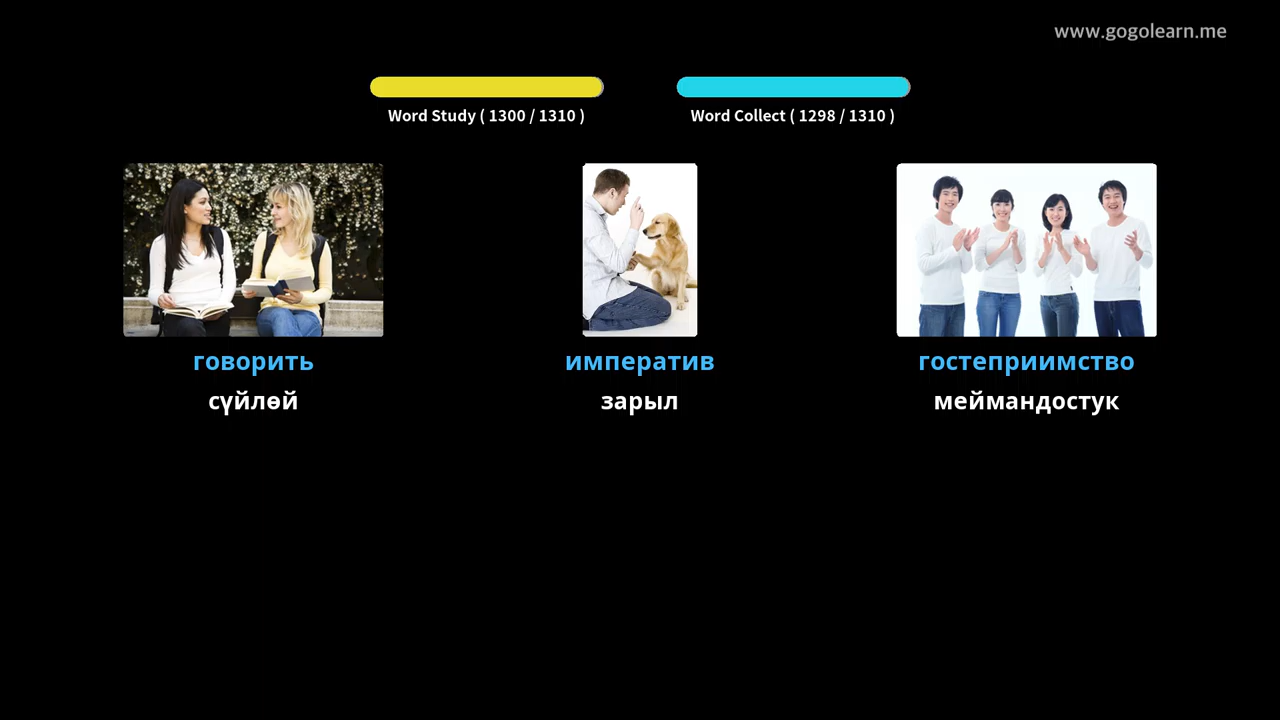 www.gogolearn.me
Word Study ( 1300 / 1310 )
Word Collect ( 1298 / 1310 )
говорить
сүйлөй
императив
зарыл
гостеприимство
меймандостук